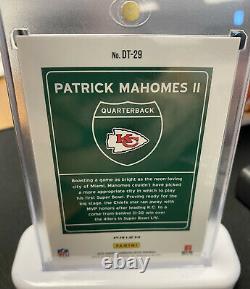 No. DT-29
PATRICK MAHOMES II
QUARTERBACK
KC
Boasting a game as bright as the neon-loving
city of Miami, Mahomes couldn't have picked
a more appropriate city in which to play
his first Super Bowl. Proving ready for the
big stage, the Chiefs star ran away with
MVP honors after leading K.C. to a
come from behind 31-20 win over
the 49ers in Super Bowl LIV.
NFL
PANINI